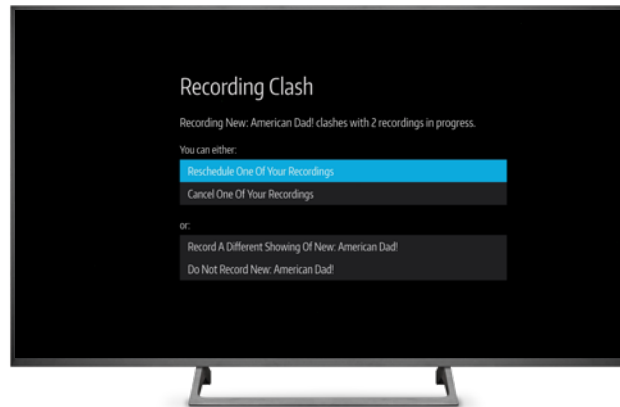 Recording Clash
Recording New: American Dad! clashes with 2 recordings in progress.
You can either:
Reschedule One Of Your Recordings
Cancel One Of Your Recordings
or:
Record A Different Showing Of New: American Dad!
Do Not Record New: American Dad!